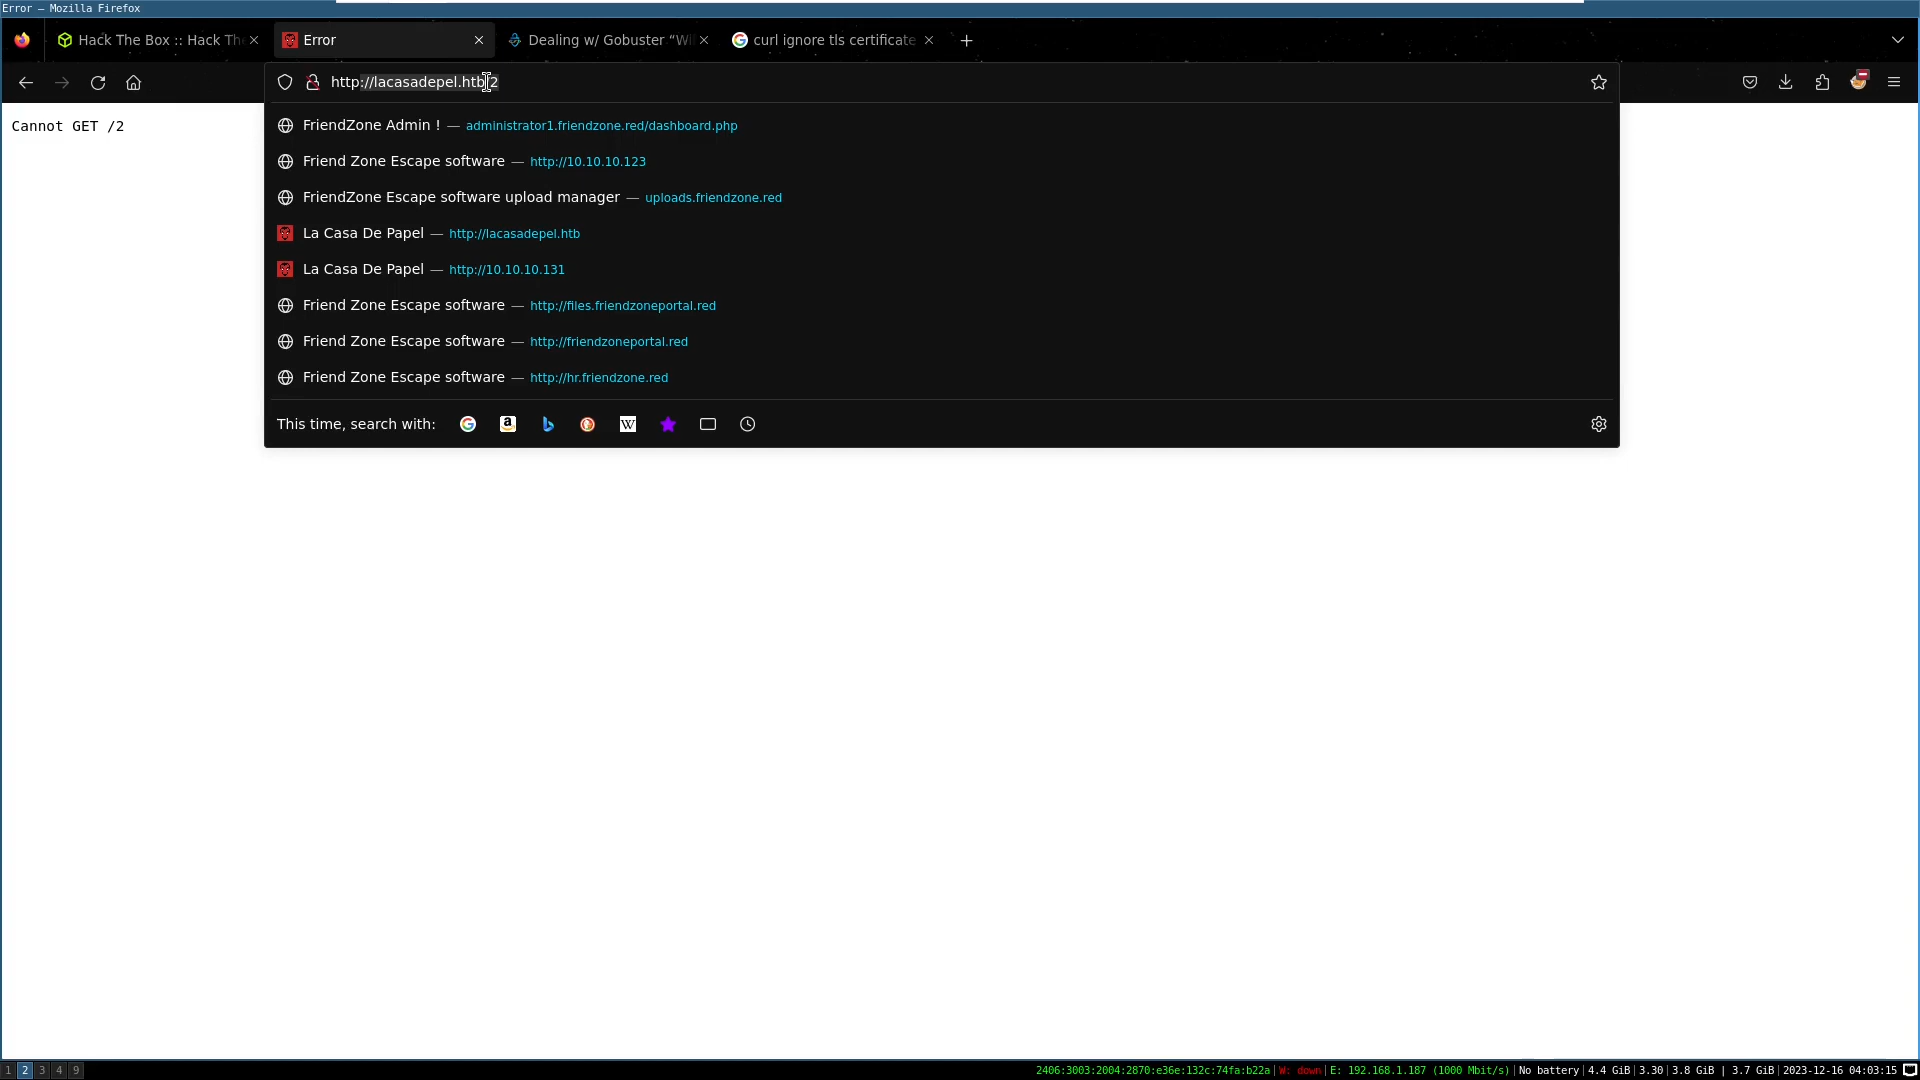 Error — Mozilla Firefox
Hack The Box :: Hack The
Error
Dealing w/ Gobuster “Wil
curl ignore tls certificate
http://lacasadepel.htb/2
Cannot GET /2
FriendZone Admin ! — administrator1.friendzone.red/dashboard.php
Friend Zone Escape software — http://10.10.10.123
FriendZone Escape software upload manager — uploads.friendzone.red
La Casa De Papel — http://lacasadepel.htb
La Casa De Papel — http://10.10.10.131
Friend Zone Escape software — http://files.friendzoneportal.red
Friend Zone Escape software — http://friendzoneportal.red
Friend Zone Escape software — http://hr.friendzone.red
This time, search with:
1 2 3 4 9
2406:3003:2004:2870:e36e:132c:74fa:b22a|W: down|E: 192.168.1.187 (1000 Mbit/s)|No battery|4.4 GiB|3.30|3.8 GiB | 3.7 GiB|2023-12-16 04:03:15